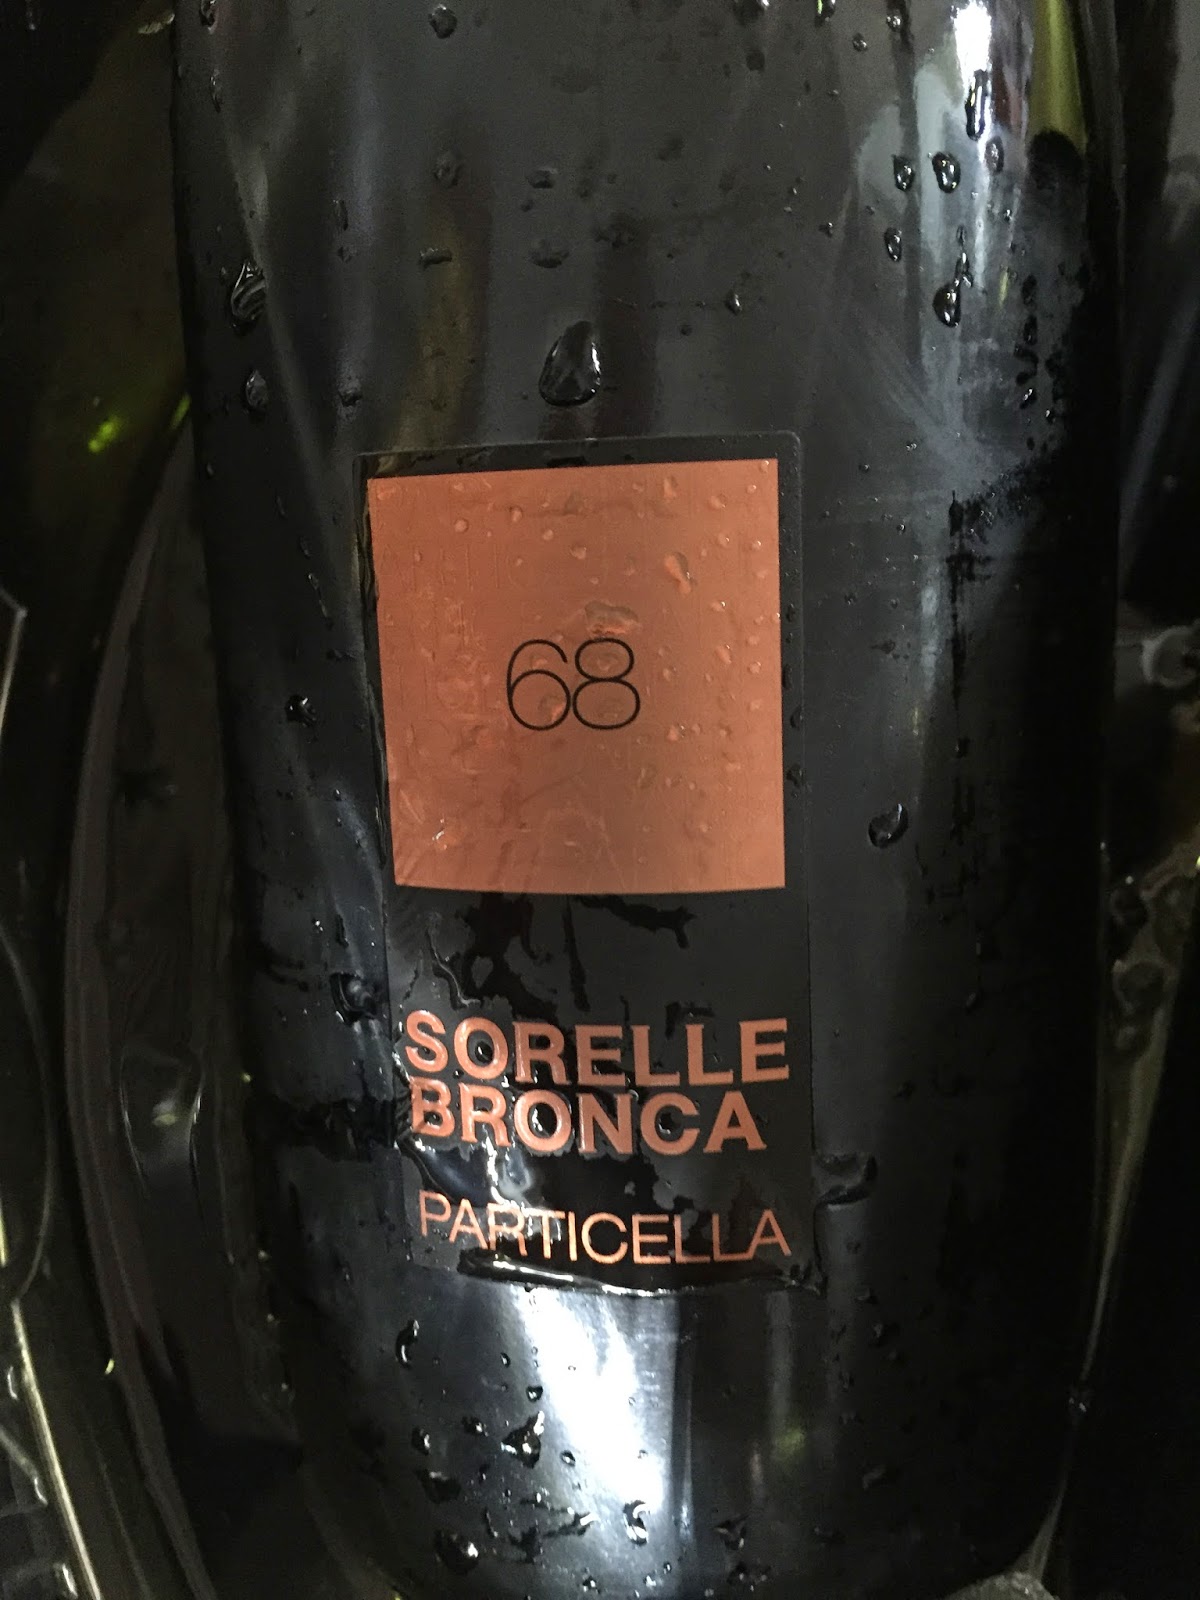 68
SORELLE
BRONCA
PARTICELLA